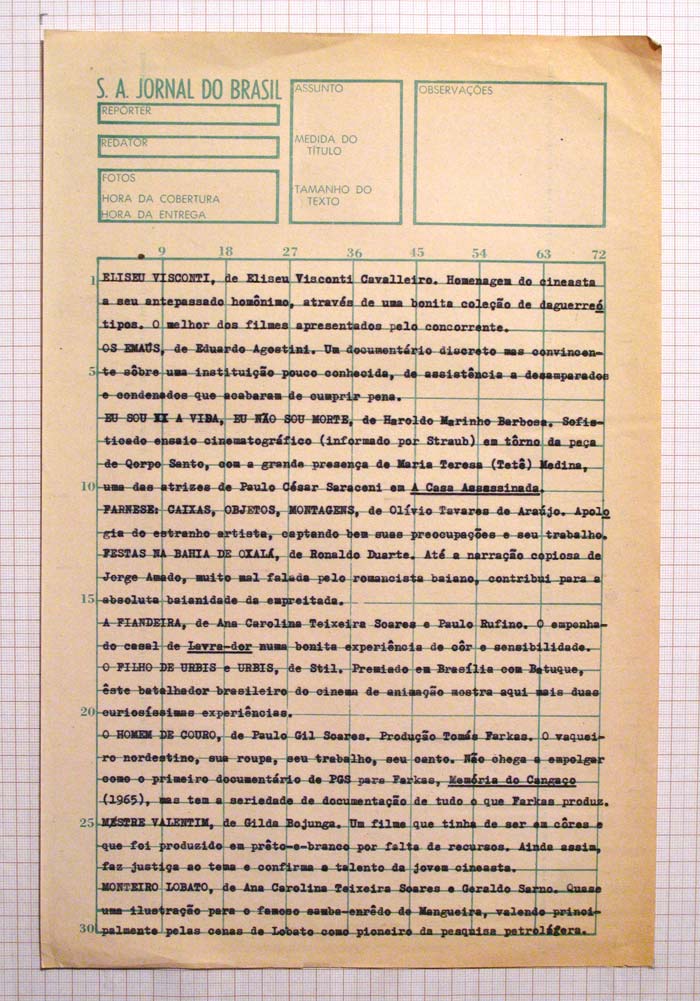 S. A. JORNAL DO BRASIL
REPÓRTER
REDATOR
FOTOS
HORA DA COBERTURA
HORA DA ENTREGA
ASSUNTO
MEDIDA DO
TÍTULO
TAMANHO DO
TEXTO
OBSERVAÇÕES
9 18 27 36 45 54 63 72
1 ELISEU VISCONTI, de Eliseu Visconti Cavalleiro. Homenagem do cineasta
a seu antepassado homônimo, através de uma bonita coleção de daguerreó
tipos. O melhor dos filmes apresentados pelo concorrente.
OS EMAÚS, de Eduardo Agostini. Um documentário discreto mas convincen-
5 te sôbre uma instituição pouco conhecida, de assistência a desamparados
e condenados que acabaram de cumprir pena.
EU SOU XX A VIDA, EU NÃO SOU MORTE, de Haroldo Marinho Barbosa. Sofis-
ticado ensaio cinematográfico (informado por Straub) em tôrno da peça
de Qorpo Santo, com a grande presença de Maria Teresa (Tetê) Medina,
10 uma das atrizes de Paulo César Saraceni em A Casa Assassinada.
FARNESE: CAIXAS, OBJETOS, MONTAGENS, de Olívio Tavares de Araújo. Apolo
gia do estranho artista, captando bem suas preocupações e seu trabalho.
FESTAS NA BAHIA DE OXALÁ, de Ronaldo Duarte. Até a narração copiosa de
Jorge Amado, muito mal falada pelo romancista baiano, contribui para a
15 absoluta baianidade da empreitada.
A FIANDEIRA, de Ana Carolina Teixeira Soares e Paulo Rufino. O empenha-
do casal de Lavra-dor numa bonita experiência de côr e sensibilidade.
O FILHO DE URBIS e URBIS, de Stil. Premiado em Brasília com Batuque,
êste batalhador brasileiro do cinema de animação mostra aqui mais duas
20 curiosíssimas experiências.
O HOMEM DE COURO, de Paulo Gil Soares. Produção Tomás Farkas. O vaquei-
ro nordestino, sua roupa, seu trabalho, seu canto. Não chega a empolgar
como o primeiro documentário de PGS para Farkas, Memória do Cangaço
(1965), mas tem a seriedade de documentação de tudo o que Farkas produz.
25 MESTRE VALENTIM, de Gilda Bojunga. Um filme que tinha de ser em côres e
que foi produzido em prêto-e-branco por falta de recursos. Ainda assim,
faz justiça ao tema e confirma o talento da jovem cineasta.
MONTEIRO LOBATO, de Ana Carolina Teixeira Soares e Geraldo Sarno. Quase
uma ilustração para o famoso samba-enrêdo de Mangueira, valendo princi-
30 palmente pelas cenas de Lobato como pioneiro da pesquisa petrolífera.